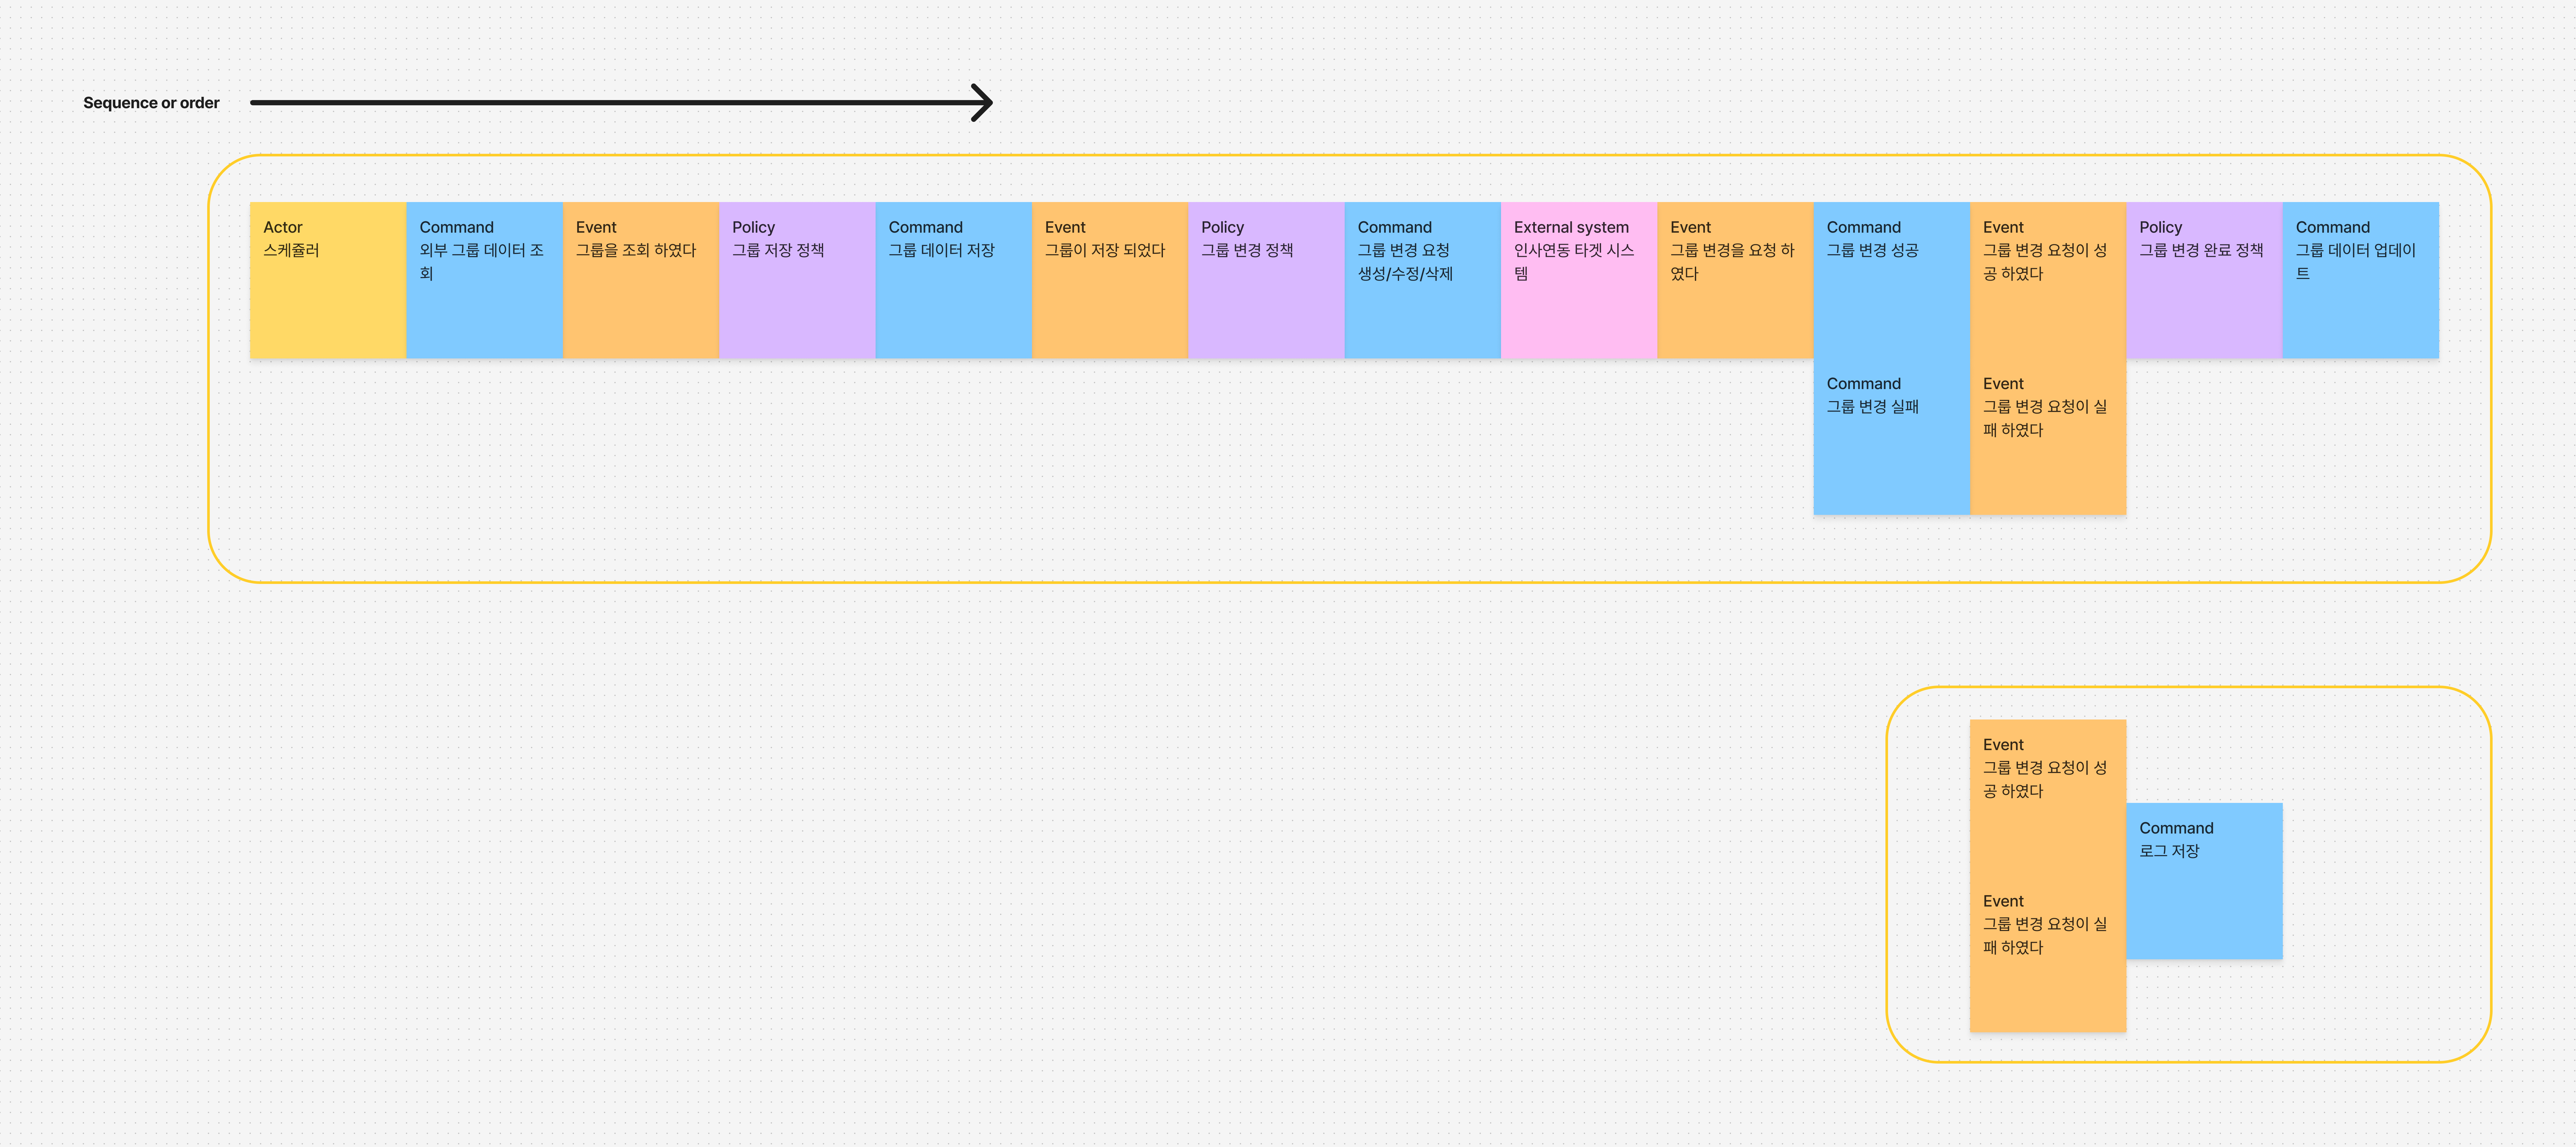 Sequence or order
Actor
스케줄러
Command
외부 그룹 데이터 조
회
Event
그룹을 조회 하였다
Policy
그룹 저장 정책
Command
그룹 데이터 저장
Event
그룹이 저장 되었다
Policy
그룹 변경 정책
Command
그룹 변경 요청
생성/수정/삭제
External system
인사연동 타겟 시스
템
Event
그룹 변경을 요청 하
였다
Command
그룹 변경 성공
Event
그룹 변경 요청이 성
공 하였다
Policy
그룹 변경 완료 정책
Command
그룹 데이터 업데이
트
Command
그룹 변경 실패
Event
그룹 변경 요청이 실
패 하였다
Event
그룹 변경 요청이 성
공 하였다
Command
로그 저장
Event
그룹 변경 요청이 실
패 하였다